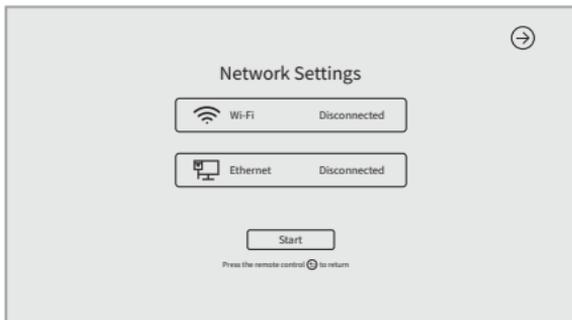 Network Settings
Wi-Fi Disconnected
Ethernet Disconnected
Start
Press the remote control to return